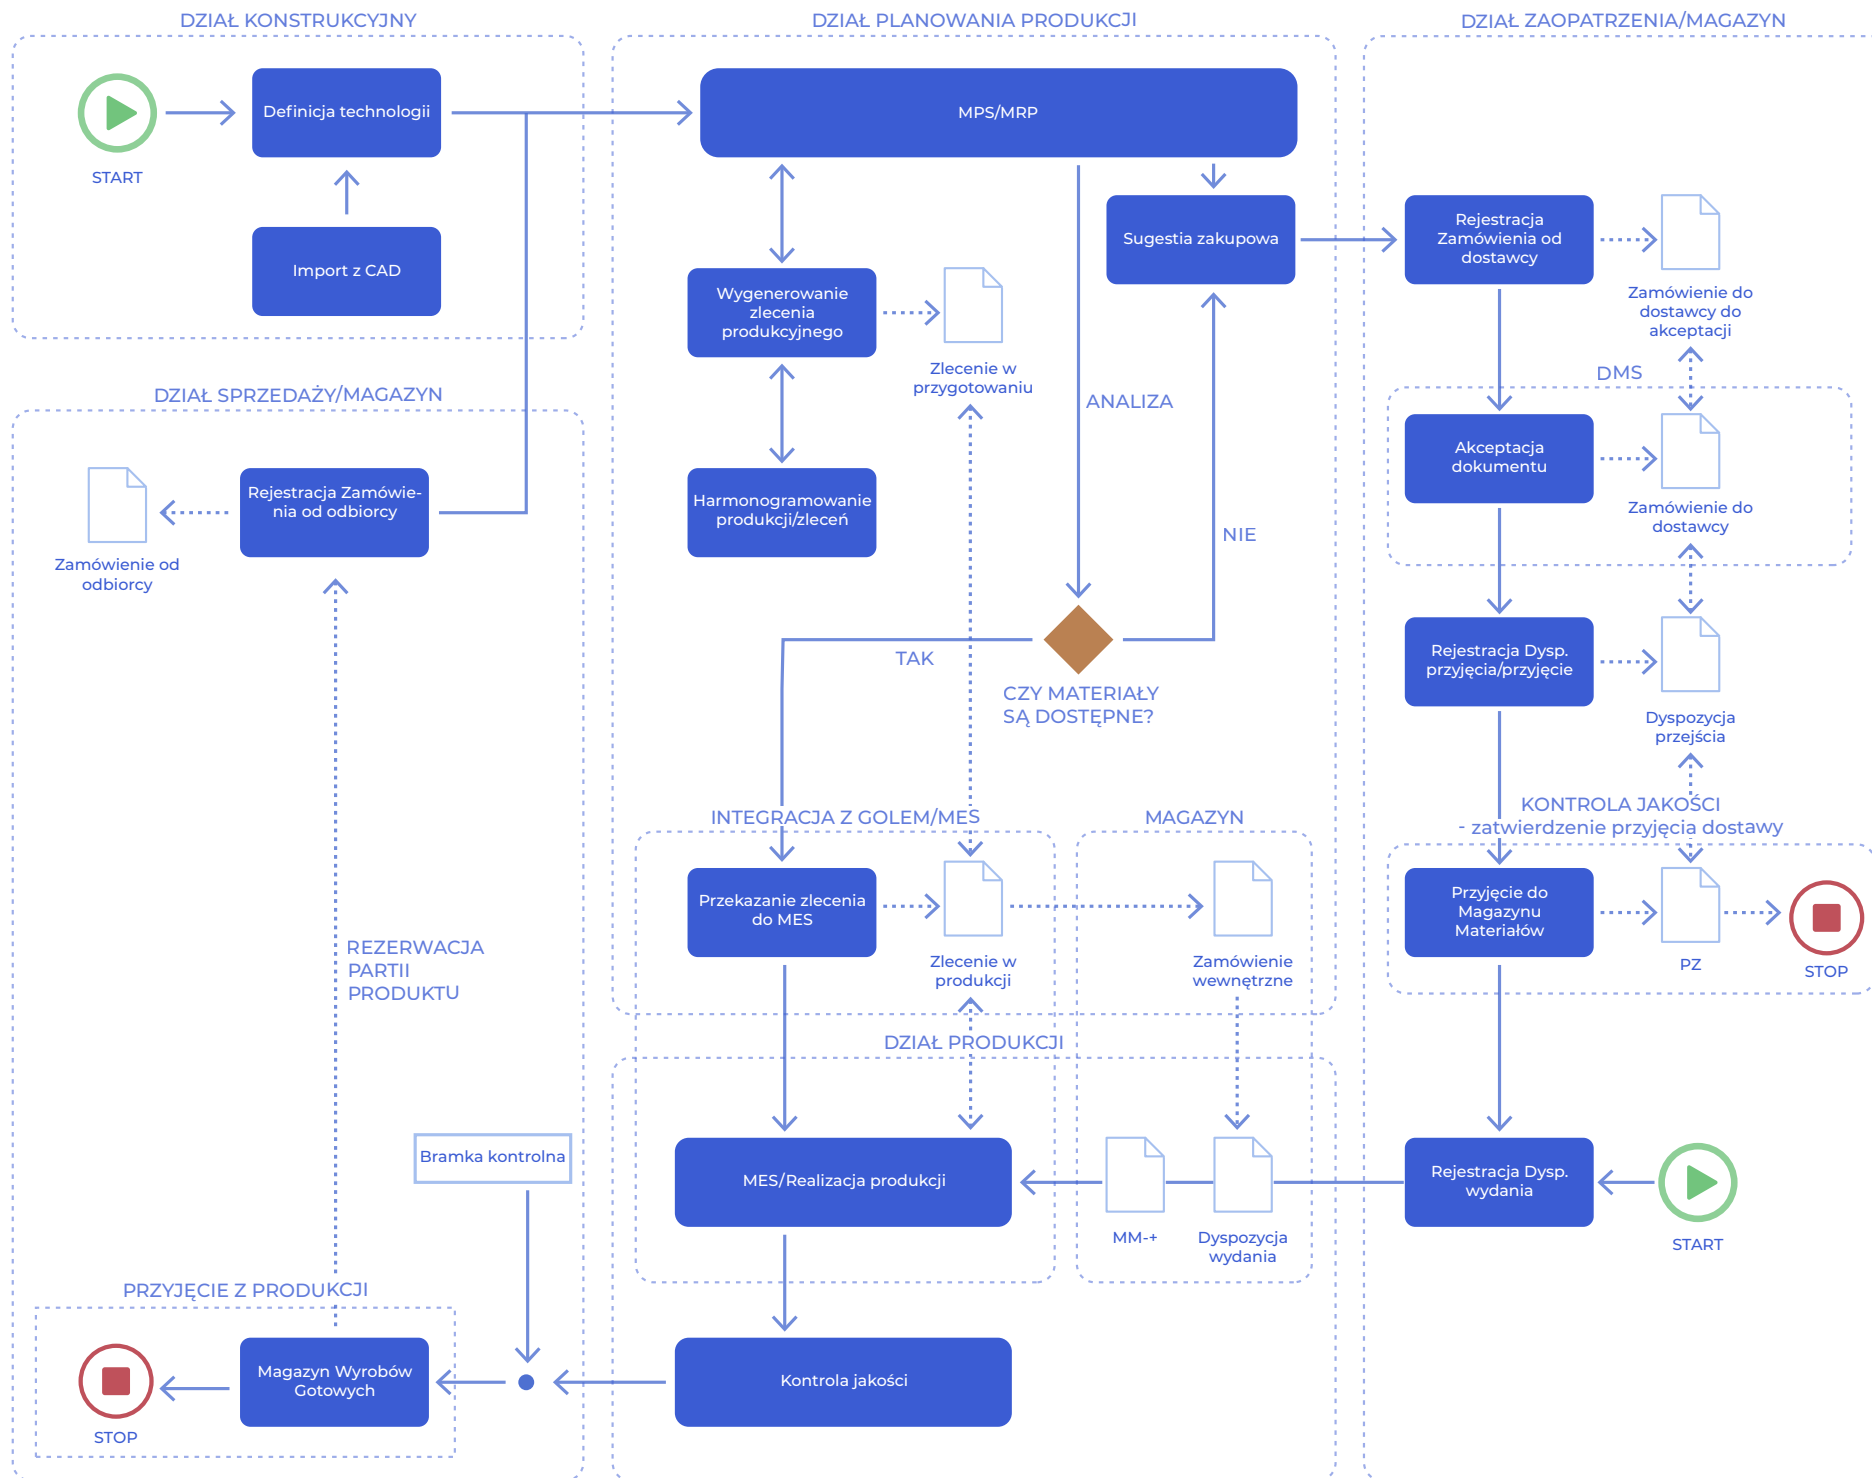 DZIAŁ KONSTRUKCYJNY
START
Definicja technologii
Import z CAD
DZIAŁ SPRZEDAŻY/MAGAZYN
Rejestracja Zamówie-
nia od odbiorcy
Zamówienie od
odbiorcy
REZERWACJA
PARTII
PRODUKTU
Bramka kontrolna
PRZYJĘCIE Z PRODUKCJI
Magazyn Wyrobów
Gotowych
STOP
DZIAŁ PLANOWANIA PRODUKCJI
MPS/MRP
Sugestia zakupowa
Wygenerowanie
zlecenia
produkcyjnego
Zlecenie w
przygotowaniu
ANALIZA
Harmonogramowanie
produkcji/zleceń
NIE
TAK
CZY MATERIAŁY
SĄ DOSTĘPNE?
INTEGRACJA Z GOLEM/MES
MAGAZYN
Przekazanie zlecenia
do MES
Zlecenie w
produkcji
Zamówienie
wewnętrzne
DZIAŁ PRODUKCJI
MES/Realizacja produkcji
MM-+
Dyspozycja
wydania
Kontrola jakości
DZIAŁ ZAOPATRZENIA/MAGAZYN
Rejestracja
Zamówienia od
dostawcy
Zamówienie do
dostawcy do
akceptacji
DMS
Akceptacja
dokumentu
Zamówienie do
dostawcy
Rejestracja Dysp.
przyjęcia/przyjęcie
Dyspozycja
przejścia
KONTROLA JAKOŚCI
- zatwierdzenie przyjęcia dostawy
Przyjęcie do
Magazynu
Materiałów
PZ
STOP
Rejestracja Dysp.
wydania
START